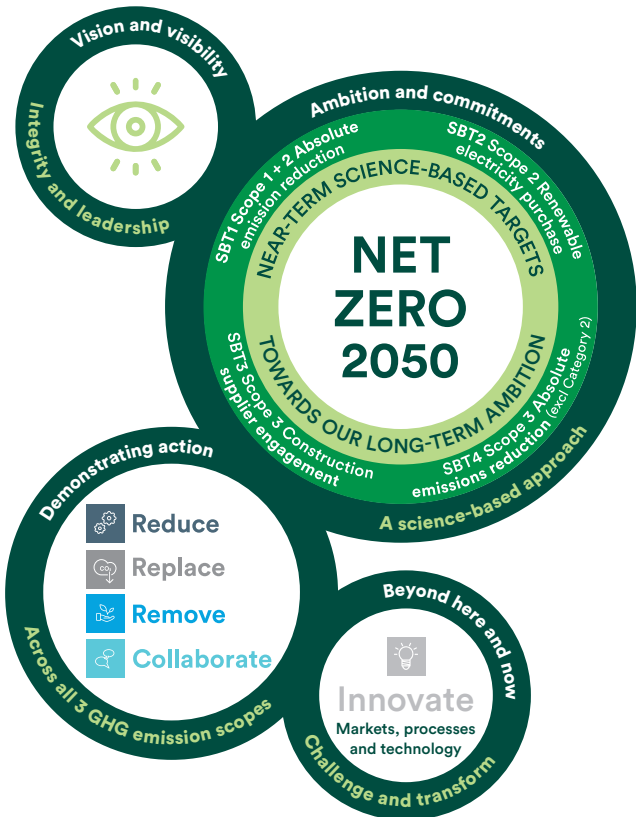 Vision and visibility
Integrity and leadership
Ambition and commitments
SBT1 Scope 1 + 2 Absolute
emission reduction
SBT2 Scope 2 Renewable
electricity purchase
NEAR-TERM SCIENCE-BASED TARGETS
NET
ZERO
2050
TOWARDS OUR LONG-TERM AMBITION
SBT3 Scope 3 Construction
supplier engagement
SBT4 Scope 3 Absolute
emissions reduction (excl Category 2)
A science-based approach
Demonstrating action
Reduce
CO2
Replace
Remove
Collaborate
Across all 3 GHG emission scopes
Beyond here and now
Innovate
Markets, processes
and technology
Challenge and transform